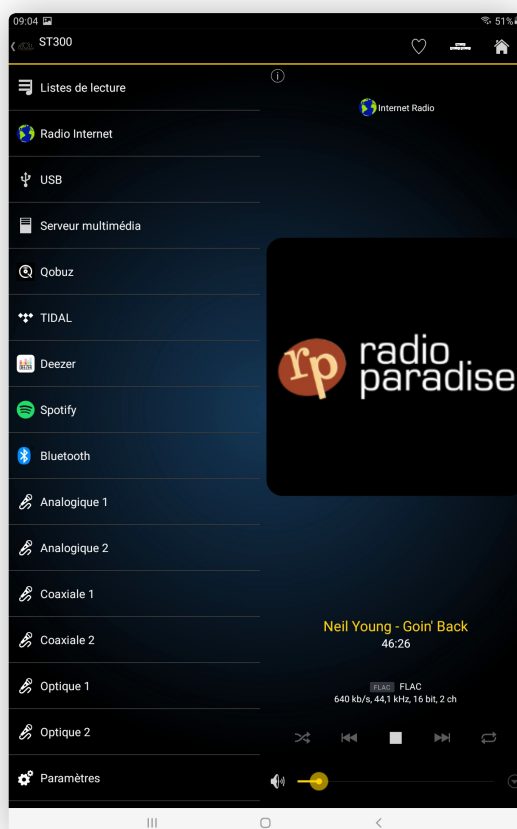 09:04 51%
ST300
Listes de lecture
Radio Internet
USB
Serveur multimédia
Qobuz
TIDAL
Deezer
Spotify
Bluetooth
Analogique 1
Analogique 2
Coaxiale 1
Coaxiale 2
Optique 1
Optique 2
Paramètres
Internet Radio
rp radio
paradise
Neil Young - Goin' Back
46:26
FLAC FLAC
640 kb/s, 44,1 kHz, 16 bit, 2 ch